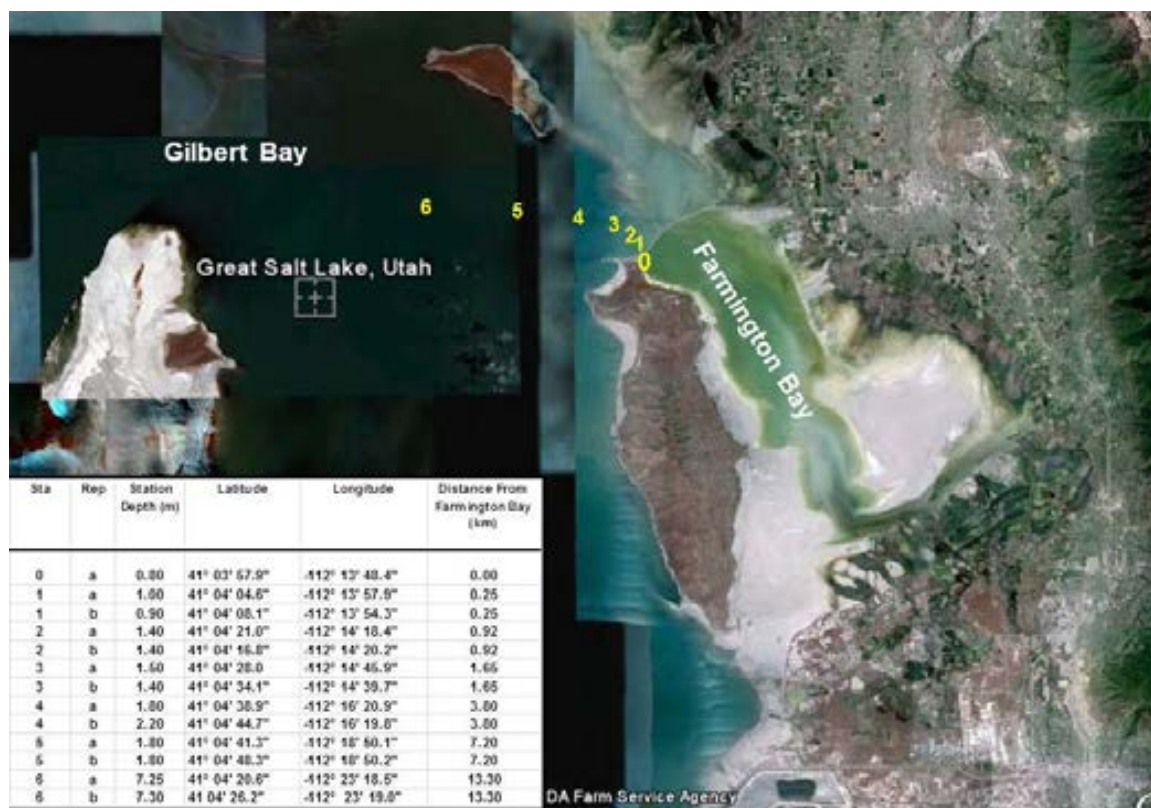 Gilbert Bay
6 5 4 3 2 1 0
Great Salt Lake, Utah
Farmington Bay
Sta Rep Station Depth (m) Latitude Longitude Distance From Farmington Bay (km)
0 a 0.80 41° 03' 57.9" -112° 13' 48.4" 0.00
1 a 1.00 41° 04' 04.6" -112° 13' 57.9" 0.25
1 b 0.90 41° 04' 08.1" -112° 13' 54.3" 0.25
2 a 1.40 41° 04' 21.0" -112° 14' 18.4" 0.92
2 b 1.40 41° 04' 16.8" -112° 14' 20.2" 0.92
3 a 1.50 41° 04' 28.0 -112° 14' 45.9" 1.65
3 b 1.40 41° 04' 34.1" -112° 14' 39.7" 1.65
4 a 1.80 41° 04' 38.9" -112° 16' 20.9" 3.80
4 b 2.20 41° 04' 44.7" -112° 16' 19.8" 3.80
5 a 1.80 41° 04' 41.3" -112° 18' 50.1" 7.20
5 b 1.80 41° 04' 48.3" -112° 18' 50.2" 7.20
6 a 7.25 41° 04' 20.6" -112° 23' 18.5" 13.30
6 b 7.30 41 04' 26.2" -112° 23' 19.0" 13.30
DA Farm Service Agency